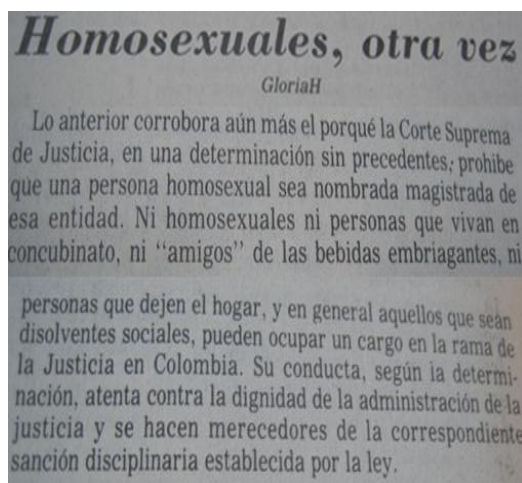 Homosexuales, otra vez
GloriaH
Lo anterior corrobora aún más el porqué la Corte Suprema
de Justicia, en una determinación sin precedentes, prohibe
que una persona homosexual sea nombrada magistrada de
esa entidad. Ni homosexuales ni personas que vivan en
concubinato, ni “amigos” de las bebidas embriagantes, ni
personas que dejen el hogar, y en general aquellos que sean
disolventes sociales, pueden ocupar un cargo en la rama de
la Justicia en Colombia. Su conducta, según la determi-
nación, atenta contra la dignidad de la administración de la
justicia y se hacen merecedores de la correspondiente
sanción disciplinaria establecida por la ley.